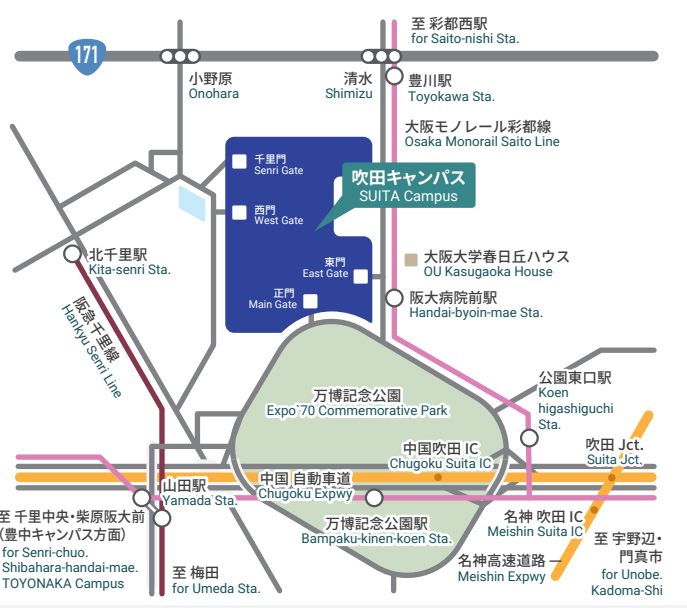 至 彩都西駅
for Saito-nishi Sta.
171
小野原
Onohara
清水
Shimizu
豊川駅
Toyokawa Sta.
大阪モノレール彩都線
Osaka Monorail Saito Line
千里門
Senri Gate
吹田キャンパス
SUITA Campus
西門
West Gate
北千里駅
Kita-senri Sta.
東門
East Gate
大阪大学春日丘ハウス
OU Kasugaoka House
正門
Main Gate
阪大病院前駅
Handai-byoin-mae Sta.
阪急千里線
Hankyu Senri Line
万博記念公園
Expo'70 Commemorative Park
公園東口駅
Koen
higashiguchi
Sta.
中国吹田 IC
Chugoku Suita IC
吹田 Jct.
Suita Jct.
山田駅
Yamada Sta.
中国 自動車道
Chugoku Expwy
至 千里中央・柴原阪大前
（豊中キャンパス方面）
for Senri-chuo.
Shibahara-handai-mae.
TOYONAKA Campus
万博記念公園駅
Bampaku-kinen-koen Sta.
名神 吹田 IC
Meishin Suita IC
至 宇野辺・
門真市
for Unobe.
Kadoma-Shi
名神高速道路
Meishin Expwy
至 梅田
for Umeda Sta.